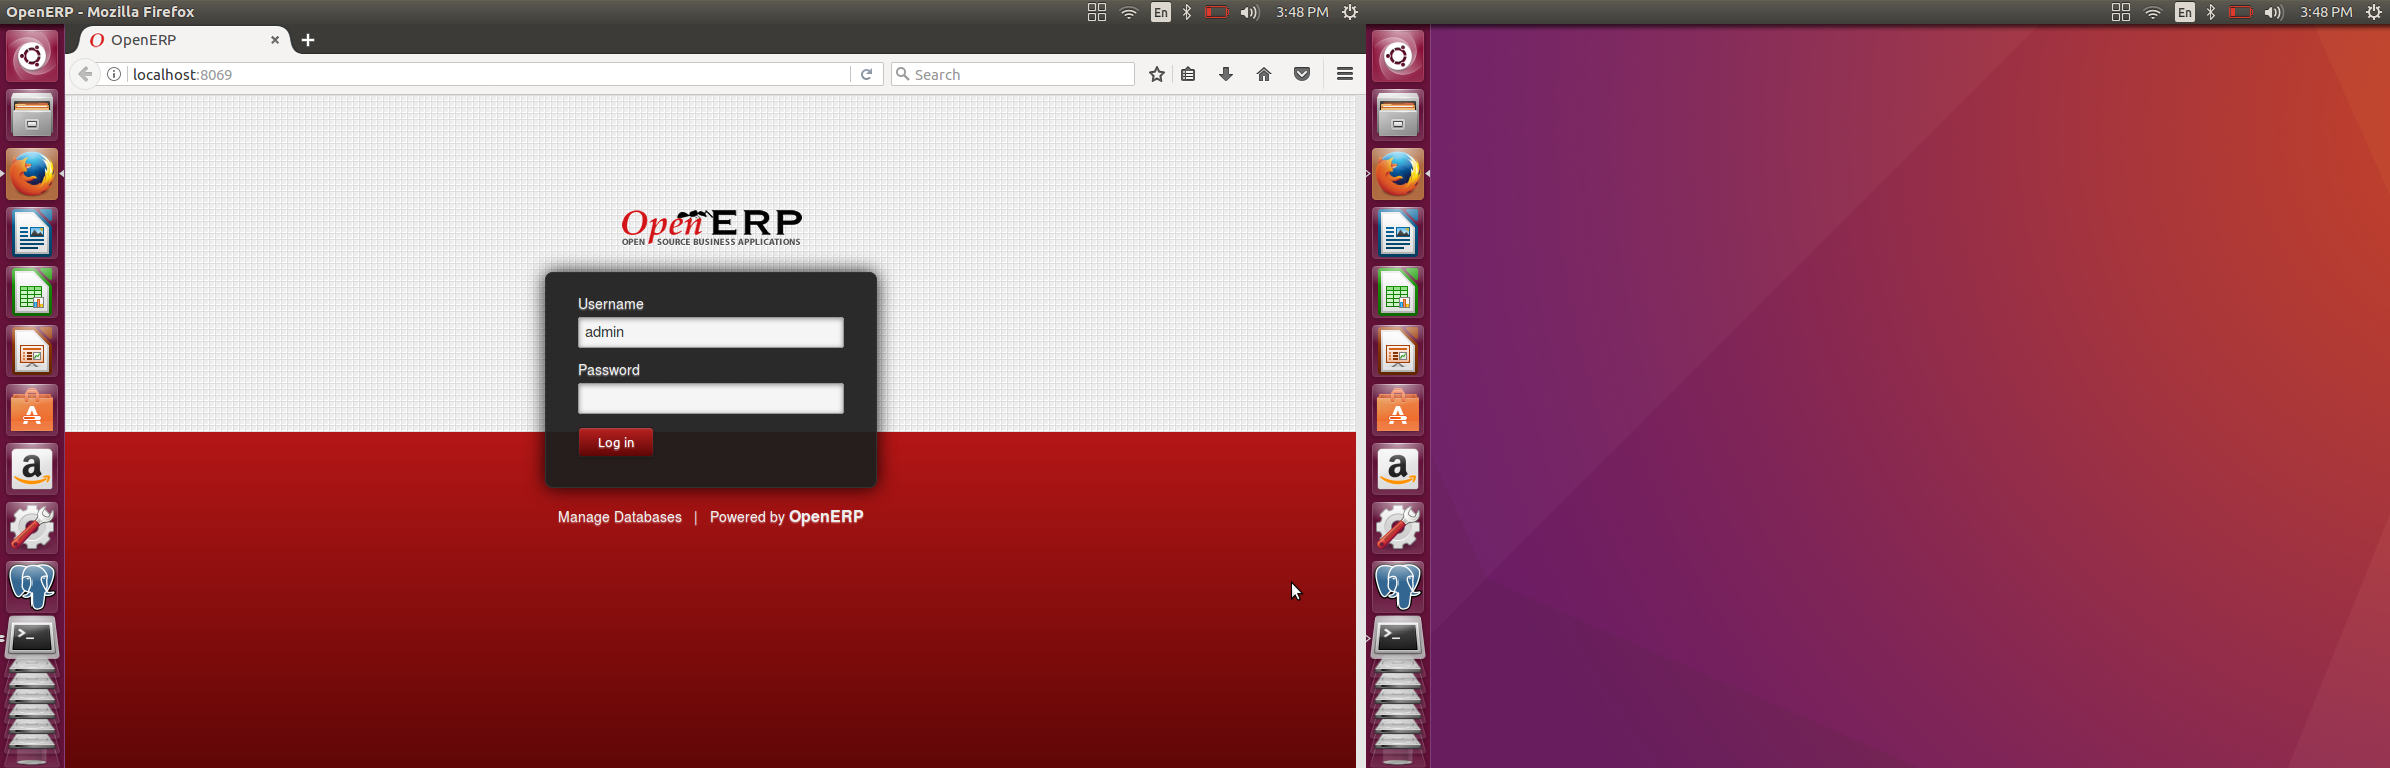 OpenERP - Mozilla Firefox
En
3:48 PM
En
3:48 PM
OpenERP
localhost:8069
Search
OpenERP
OPEN SOURCE BUSINESS APPLICATIONS
Username
admin
Password
Log in
Manage Databases | Powered by OpenERP